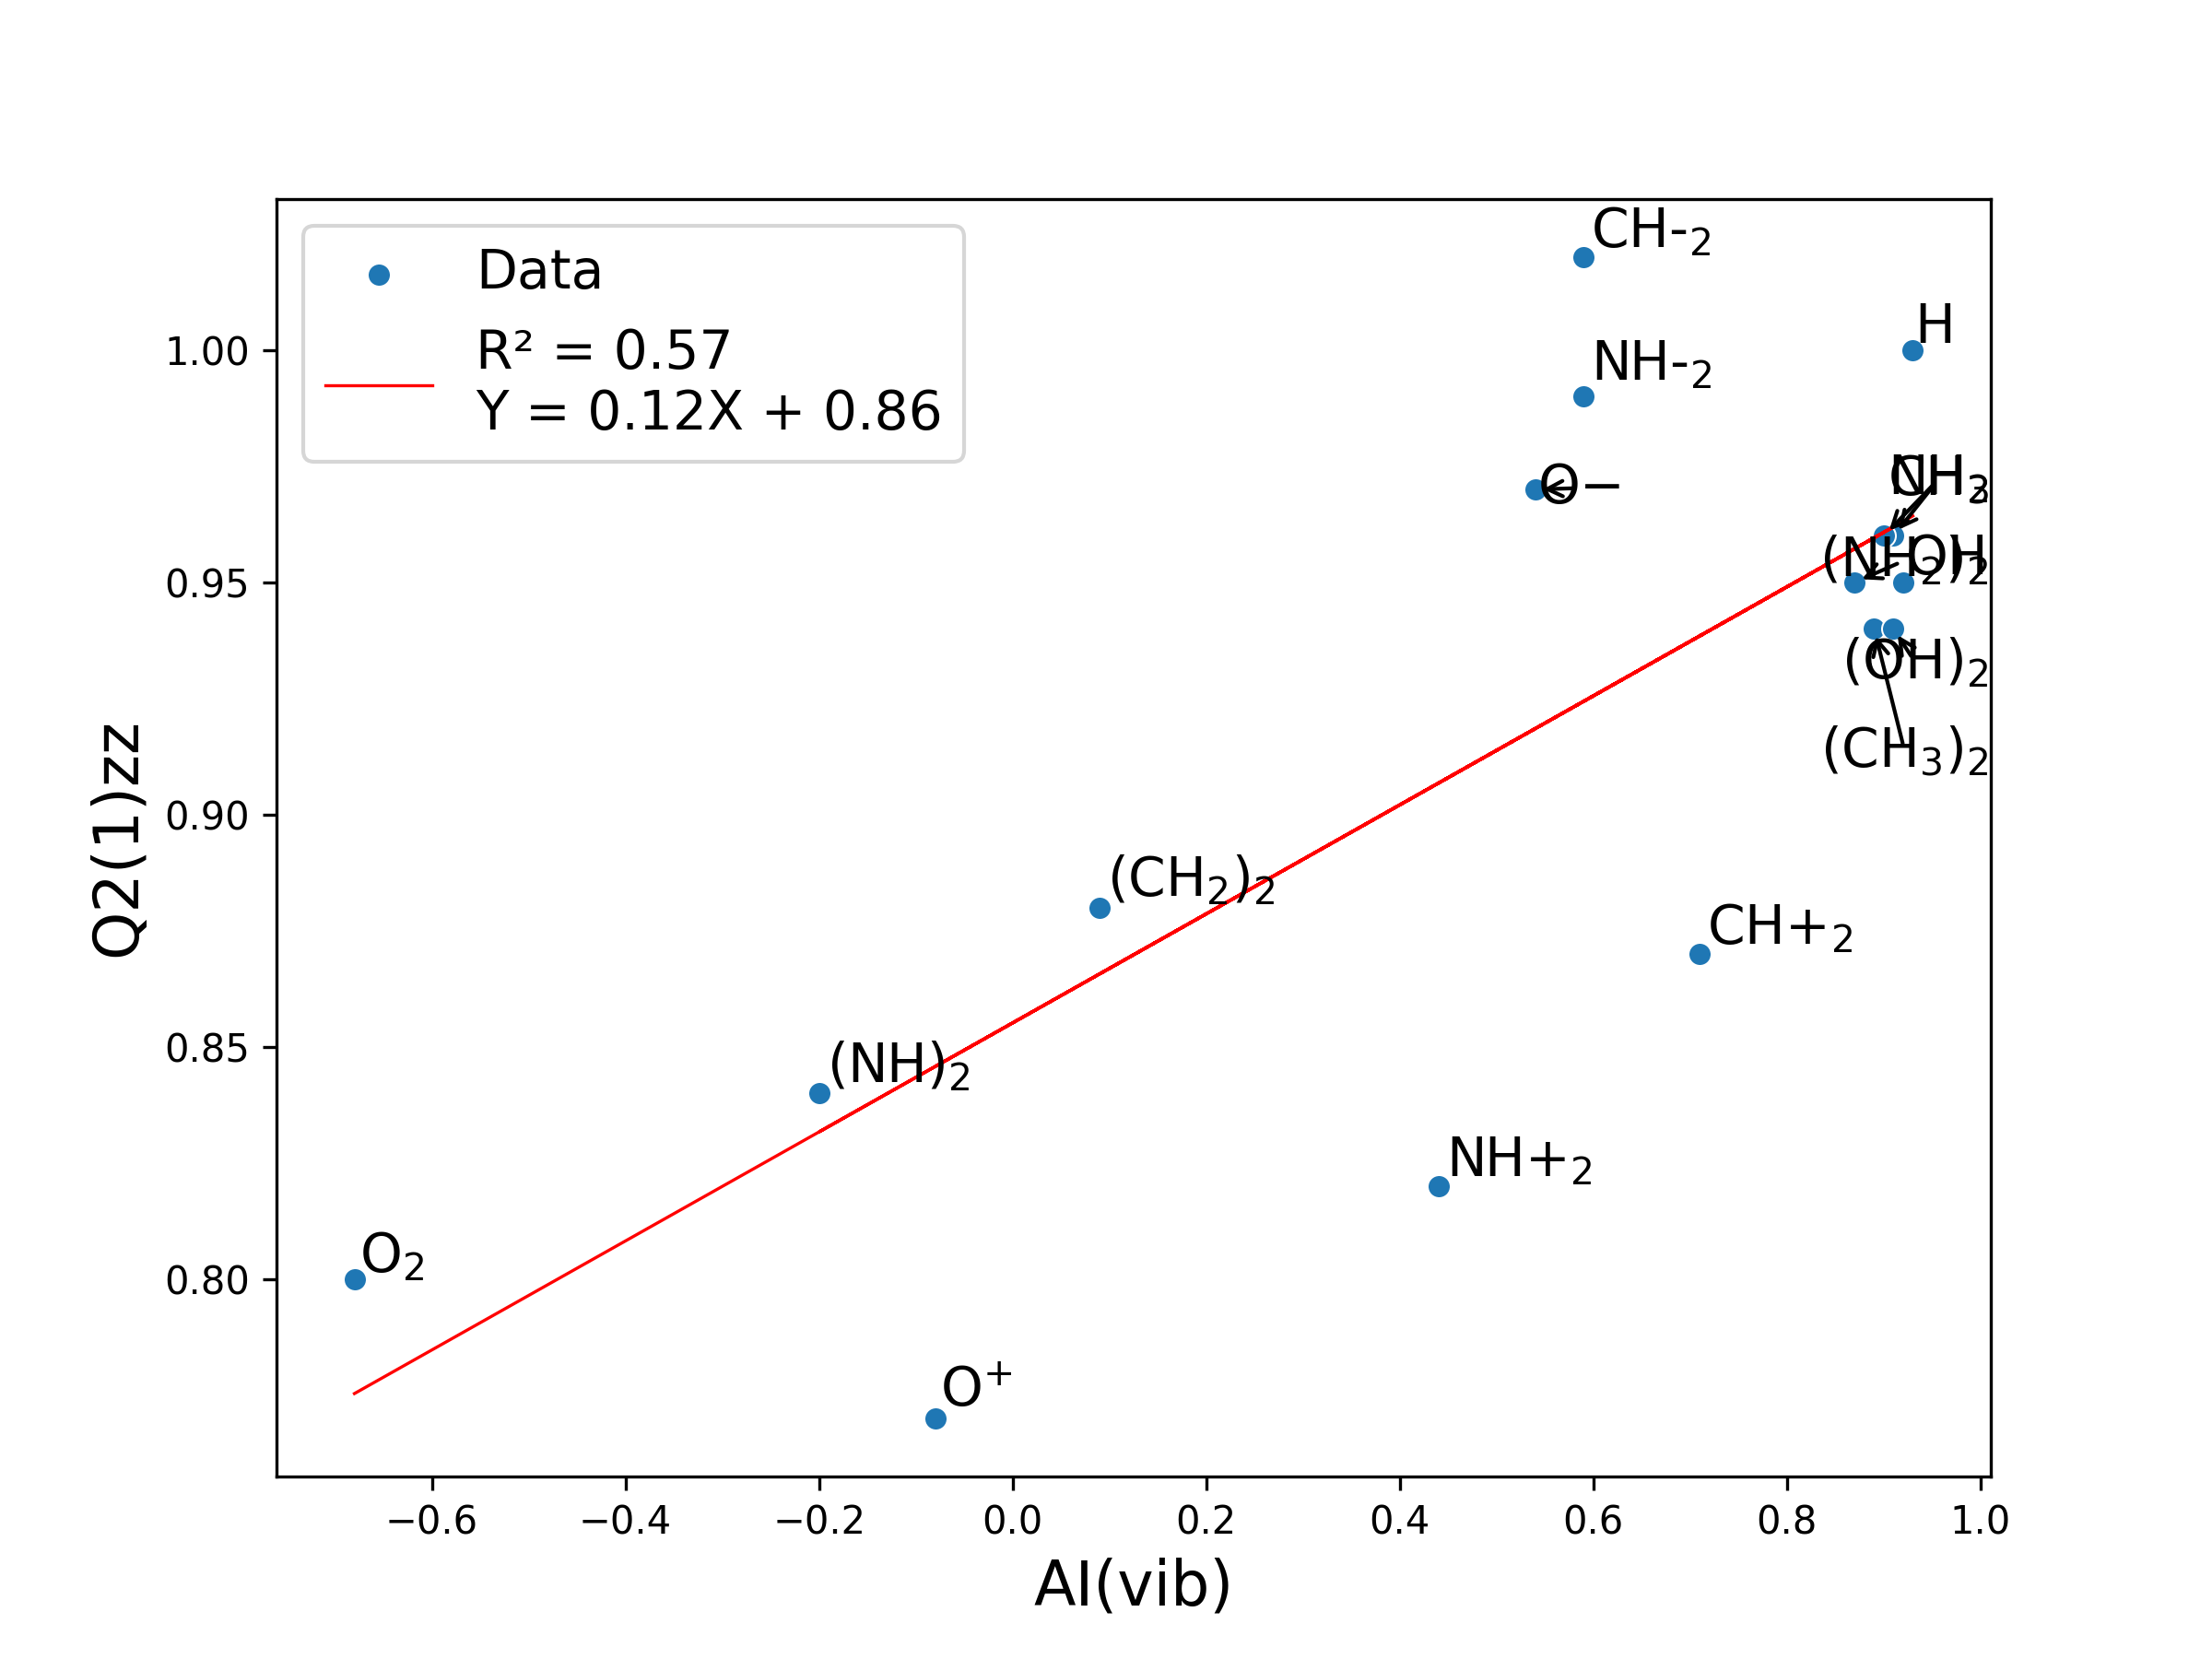 Data
R² = 0.57
Y = 0.12X + 0.86
CH-₂
H
NH-₂
O−
NH₃
(NH₂)₂
OH
(OH)₂
(CH₃)₂
(CH₂)₂
CH+₂
(NH)₂
NH+₂
O₂
O⁺
1.00
0.95
0.90
0.85
0.80
Q2(1)zz
−0.6
−0.4
−0.2
0.0
0.2
0.4
0.6
0.8
1.0
AI(vib)